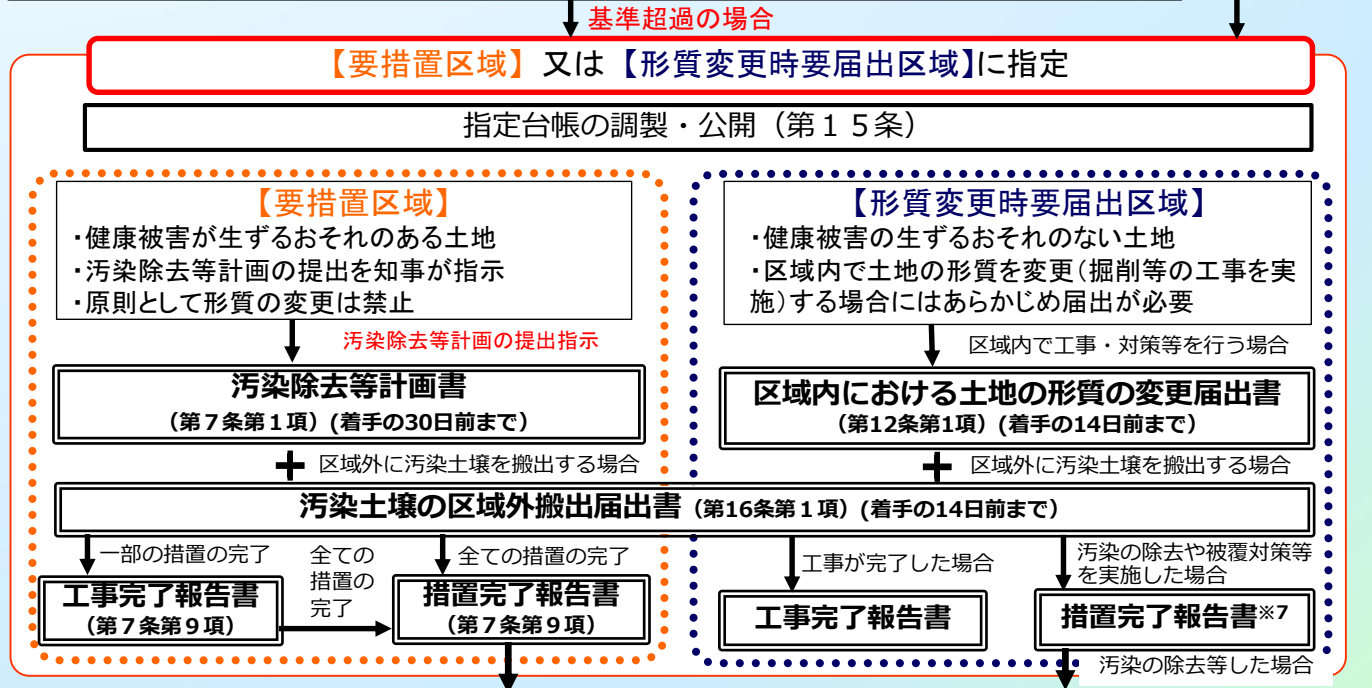 基準超過の場合
【要措置区域】又は【形質変更時要届出区域】に指定
指定台帳の調製・公開（第１５条）
【要措置区域】
・健康被害が生ずるおそれのある土地
・汚染除去等計画の提出を知事が指示
・原則として形質の変更は禁止
汚染除去等計画の提出指示
汚染除去等計画書
（第７条第１項）(着手の30日前まで）
＋ 区域外に汚染土壌を搬出する場合
【形質変更時要届出区域】
・健康被害の生ずるおそれのない土地
・区域内で土地の形質を変更（掘削等の工事を実
施）する場合にはあらかじめ届出が必要
区域内で工事・対策等を行う場合
区域内における土地の形質の変更届出書
（第12条第1項）(着手の14日前まで）
＋ 区域外に汚染土壌を搬出する場合
汚染土壌の区域外搬出届出書（第16条第１項）(着手の14日前まで）
一部の措置の完了
工事完了報告書
（第７条第９項）
全ての
措置の
完了
全ての措置の完了
措置完了報告書
（第７条第９項）
工事が完了した場合
工事完了報告書
汚染の除去や被覆対策等
を実施した場合
措置完了報告書※7
汚染の除去等した場合